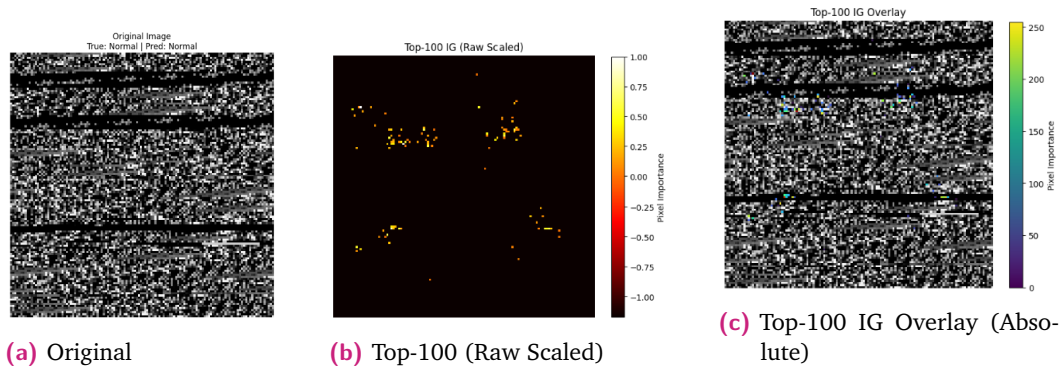 Original Image
True: Normal | Pred: Normal
(a) Original
Top-100 IG (Raw Scaled)
1.00
0.75
0.50
0.25
0.00
−0.25
−0.50
−0.75
−1.00
Pixel Importance
(b) Top-100 (Raw Scaled)
Top-100 IG Overlay
250
200
150
100
50
0
Pixel Importance
(c) Top-100 IG Overlay (Abso-
lute)